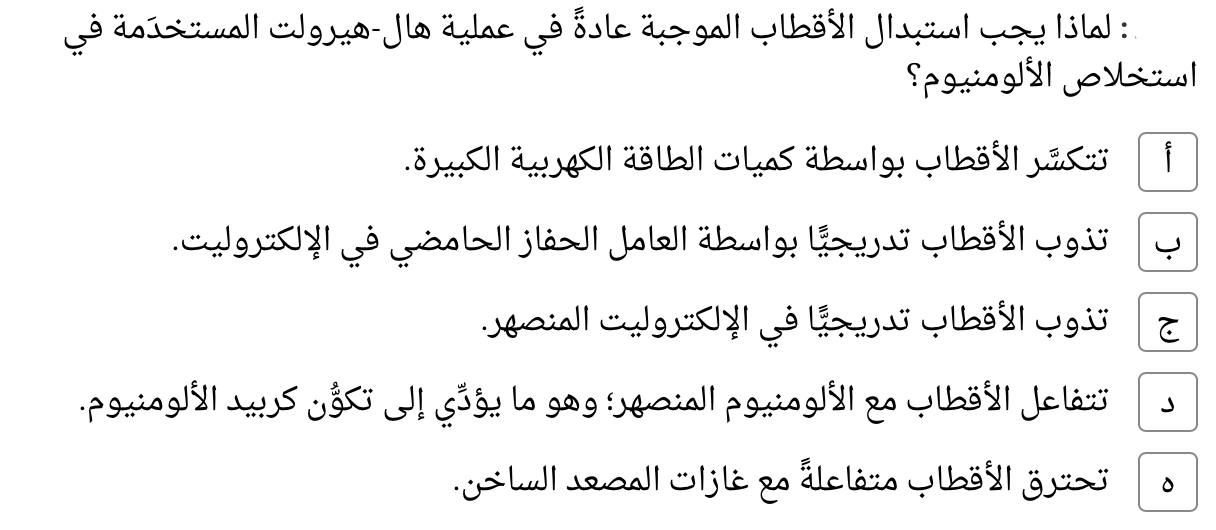 : لماذا يجب استبدال الأقطاب الموجبة عادةً في عملية هال-هيرولت المستخدَمة في
استخلاص الألومنيوم؟
أ تتكسَّر الأقطاب بواسطة كميات الطاقة الكهربية الكبيرة.
ب تذوب الأقطاب تدريجيًّا بواسطة العامل الحفاز الحامضي في الإلكتروليت.
ج تذوب الأقطاب تدريجيًّا في الإلكتروليت المنصهر.
د تتفاعل الأقطاب مع الألومنيوم المنصهر؛ وهو ما يؤدِّي إلى تكوُّن كربيد الألومنيوم.
ه تحترق الأقطاب متفاعلةً مع غازات المصعد الساخن.